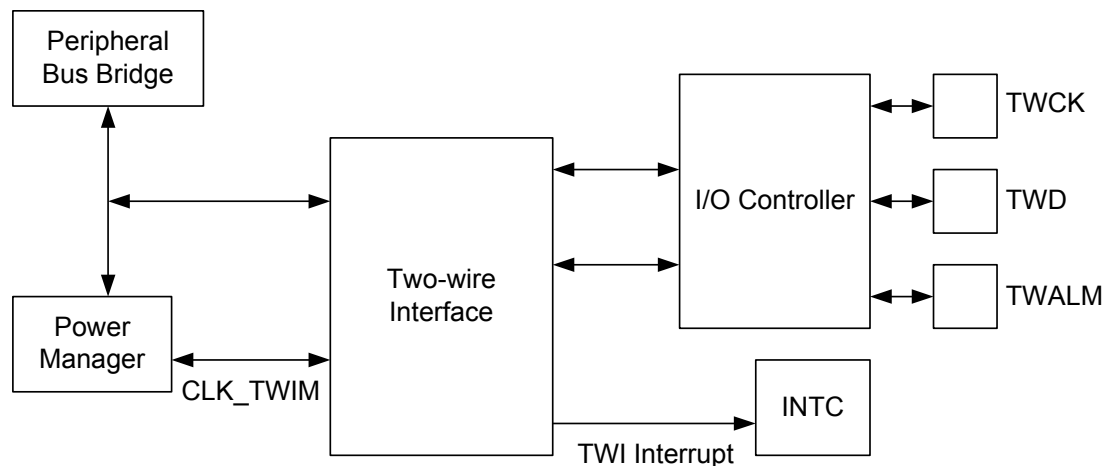 Peripheral
Bus Bridge
TWCK
I/O Controller
TWD
Two-wire
Interface
TWALM
Power
Manager
CLK_TWIM
INTC
TWI Interrupt